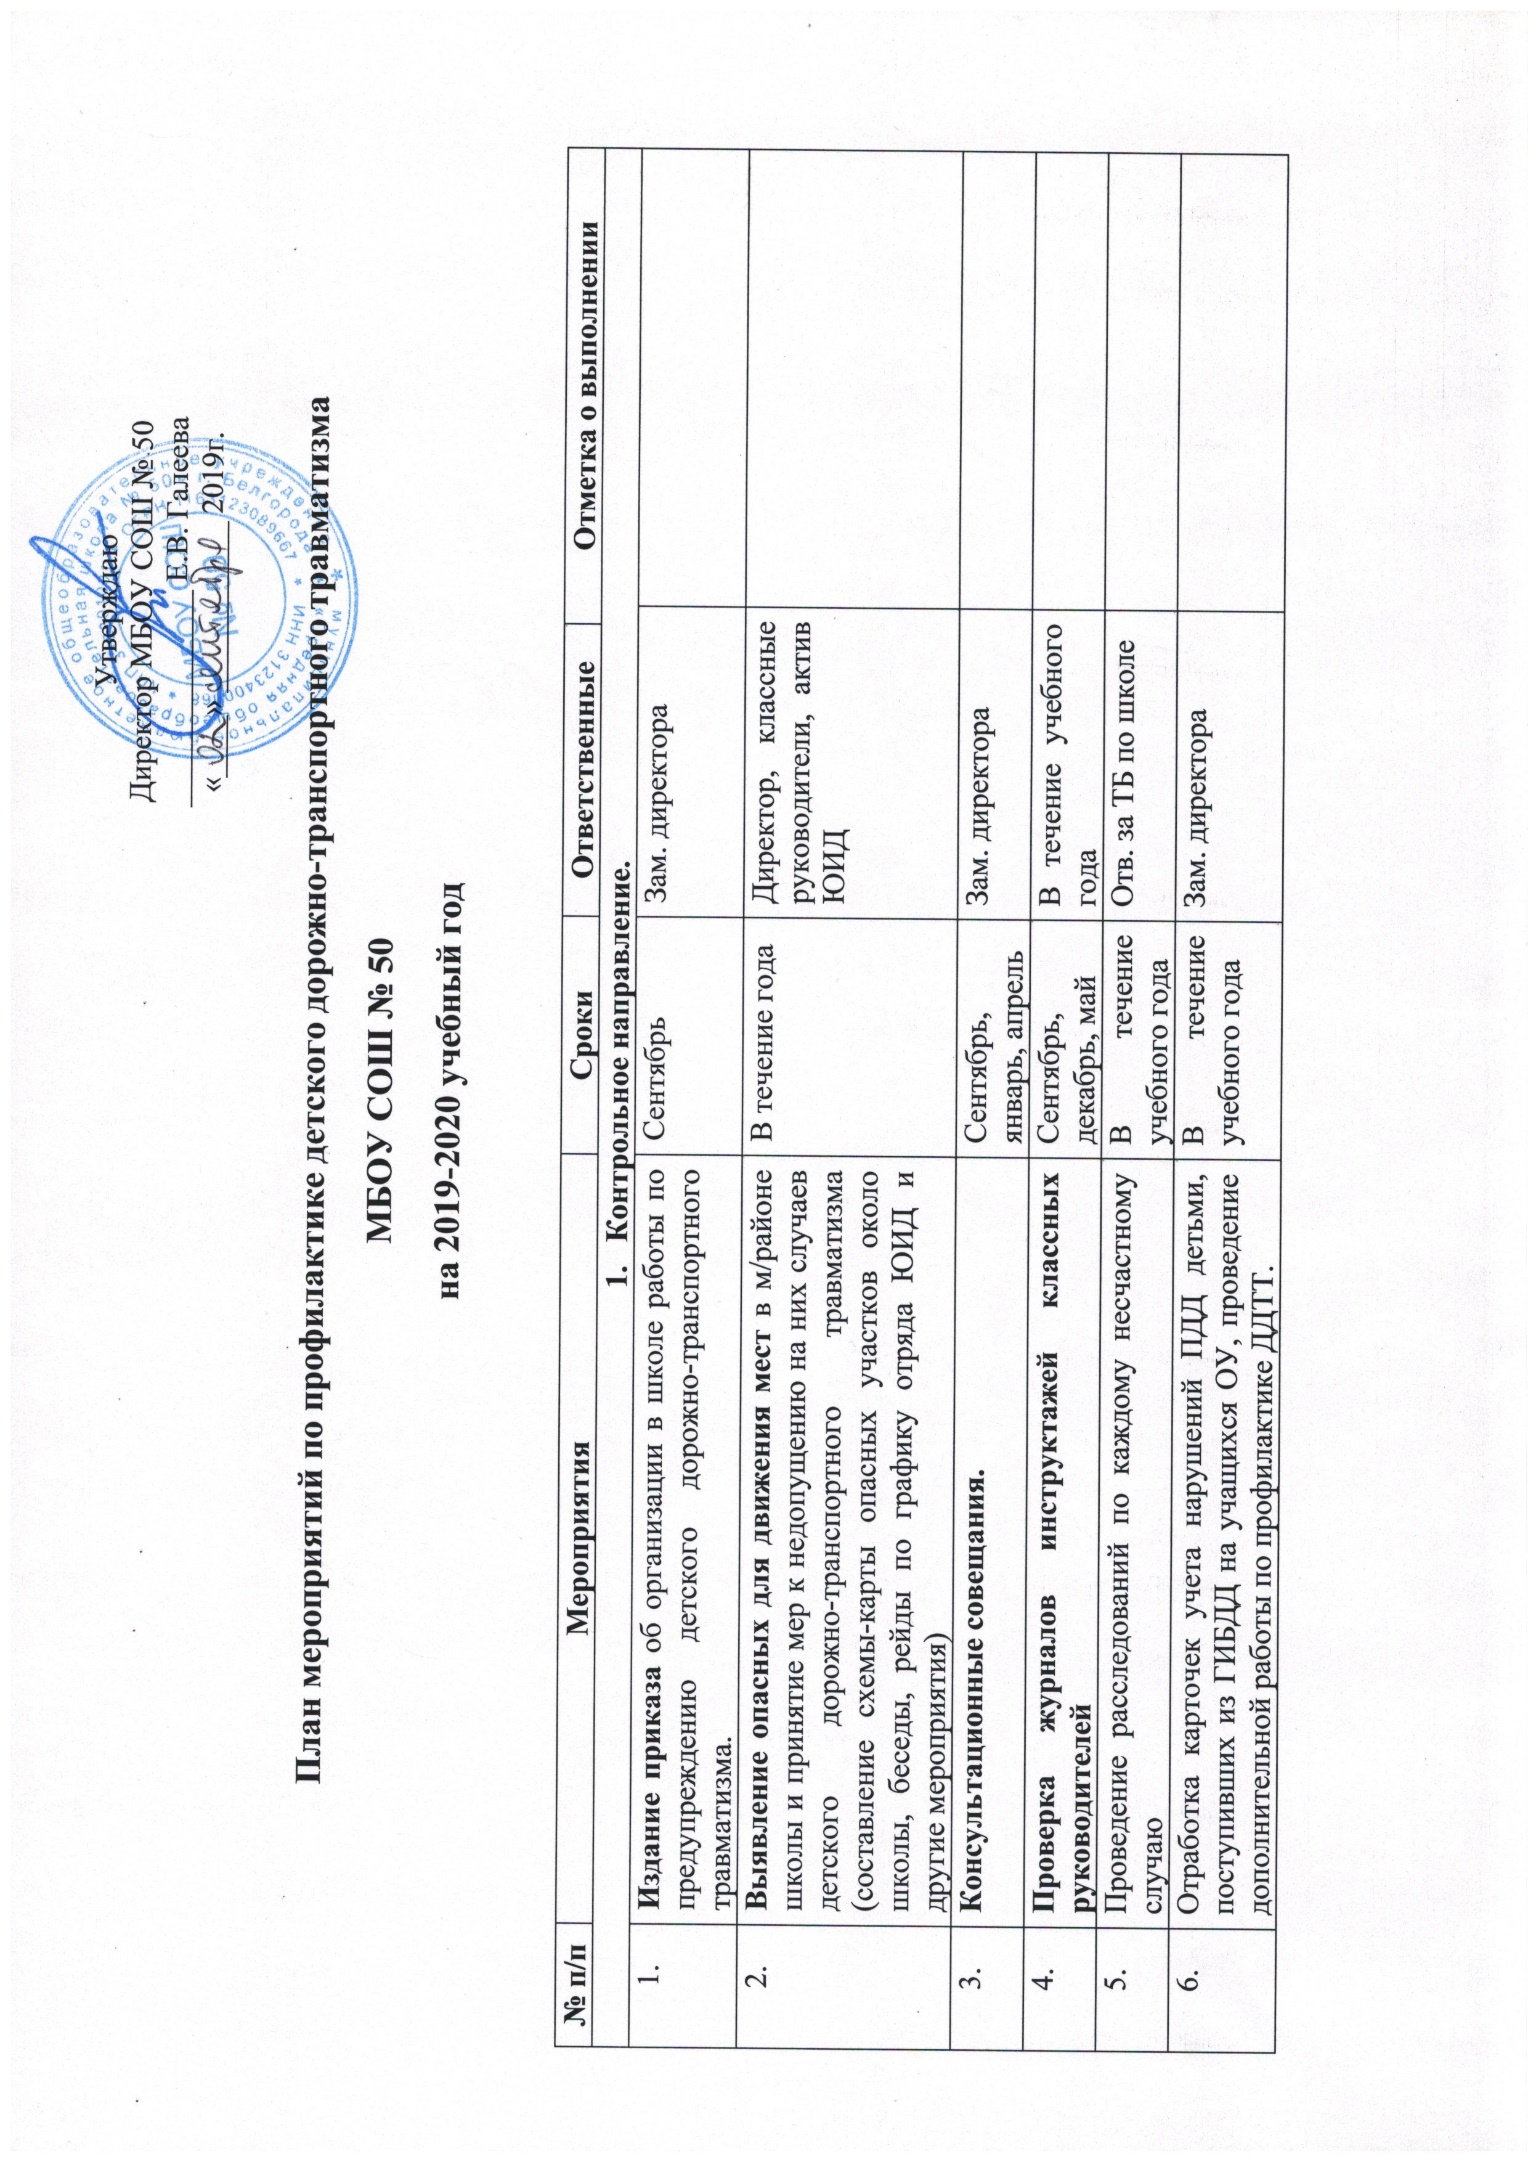 Утверждаю
Директор МБОУ СОШ № 50
Е.В. Галеева
«02» сентября 2019г.
План мероприятий по профилактике детского дорожно-транспортного травматизма
МБОУ СОШ № 50
на 2019-2020 учебный год
№ п/п Мероприятия Сроки Ответственные Отметка о выполнении
1. Контрольное направление.
1. Издание приказа об организации в школе работы по Сентябрь Зам. директора
предупреждению детского дорожно-транспортного
травматизма.
2. Выявление опасных для движения мест в м/районе В течение года Директор, классные
школы и принятие мер к недопущению на них случаев руководители, актив
детского дорожно-транспортного травматизма ЮИД
(составление схемы-карты опасных участков около
школы, беседы, рейды по графику отряда ЮИД и
другие мероприятия)
3. Консультационные совещания. Сентябрь, Зам. директора
январь, апрель
4. Проверка журналов инструктажей классных Сентябрь, В течение учебного
руководителей декабрь, май года
5. Проведение расследований по каждому несчастному В течение Отв. за ТБ по школе
случаю учебного года
6. Отработка карточек учета нарушений ПДД детьми, В течение Зам. директора
поступивших из ГИБДД на учащихся ОУ, проведение учебного года
дополнительной работы по профилактике ДДТТ.
МБОУ СОШ
№ 50